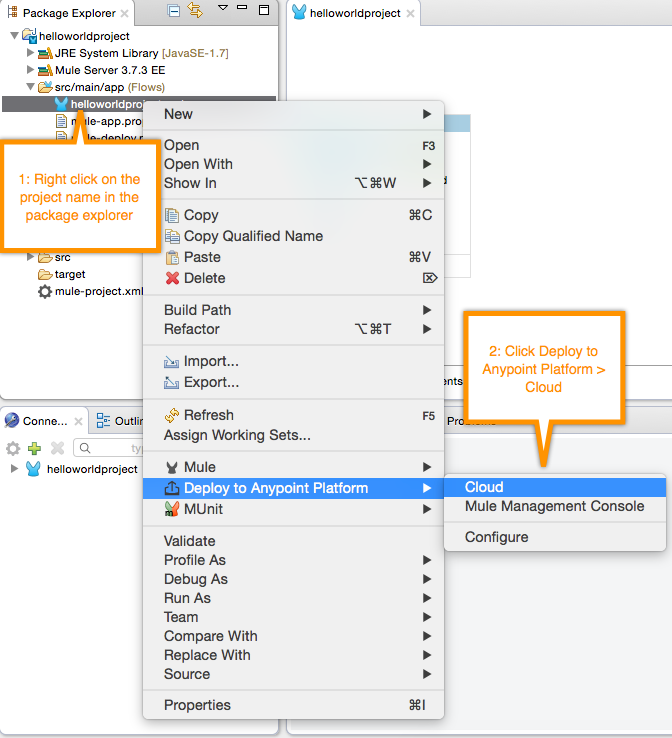 Package Explorer
helloworldproject
helloworldproject
JRE System Library [JavaSE-1.7]
Mule Server 3.7.3 EE
src/main/app (Flows)
helloworldproject
mule-app.pro
mule-deploy.
1: Right click on the
project name in the
package explorer
src
target
mule-project.xml
New
Open F3
Open With
Show In ⌥⌘W
Copy ⌘C
Copy Qualified Name
Paste ⌘V
Delete ⌦
Build Path
Refactor ⌥⌘T
Import...
Export...
Refresh F5
Assign Working Sets...
Mule
Deploy to Anypoint Platform
MUnit
Validate
Profile As
Debug As
Run As
Team
Compare With
Replace With
Source
Properties ⌘I
2: Click Deploy to
Anypoint Platform >
Cloud
Problems
Cloud
Mule Management Console
Configure
Conne...
Outli
helloworldproject